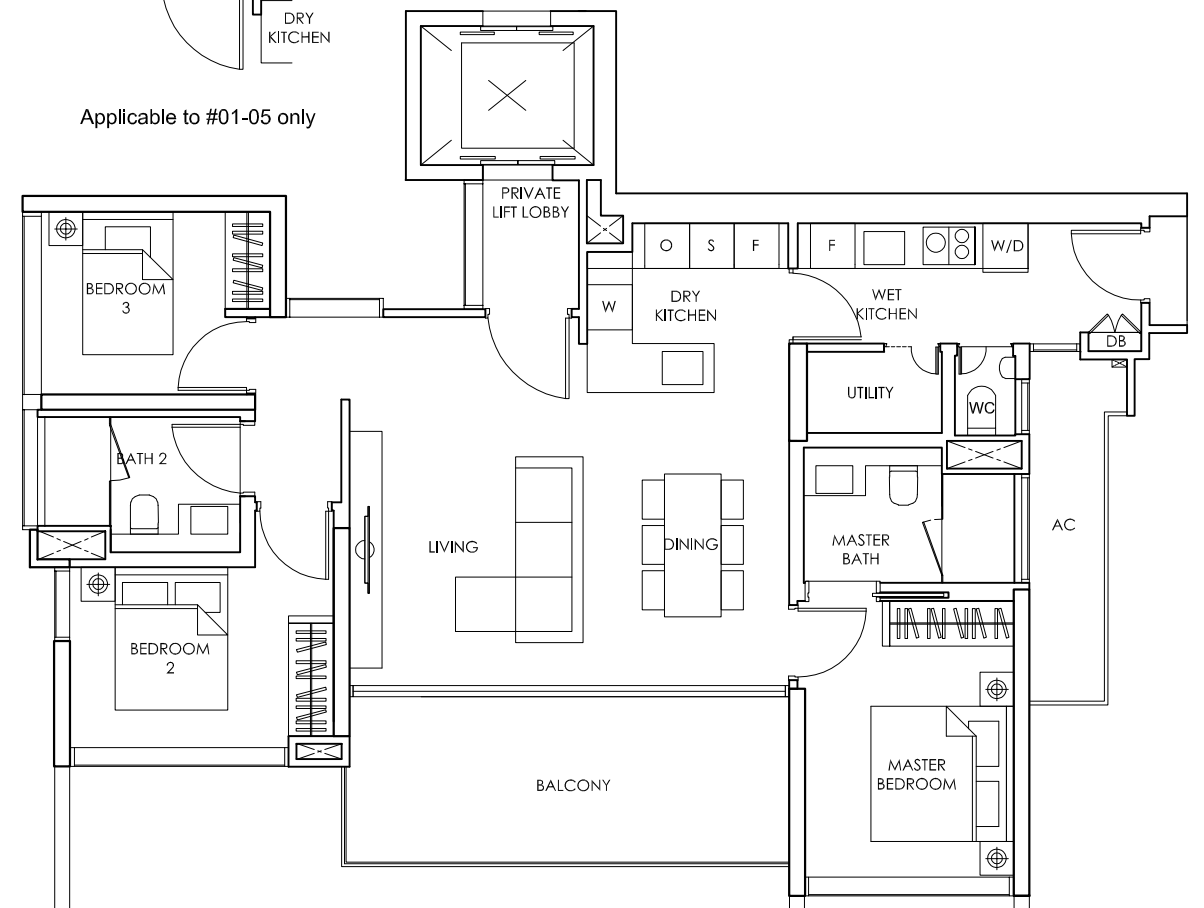 DRY
KITCHEN
Applicable to #01-05 only
PRIVATE
LIFT LOBBY
BEDROOM
3
O
S
F
F
W/D
W
DRY
KITCHEN
WET
KITCHEN
DB
UTILITY
WC
BATH 2
LIVING
DINING
MASTER
BATH
AC
BEDROOM
2
BALCONY
MASTER
BEDROOM